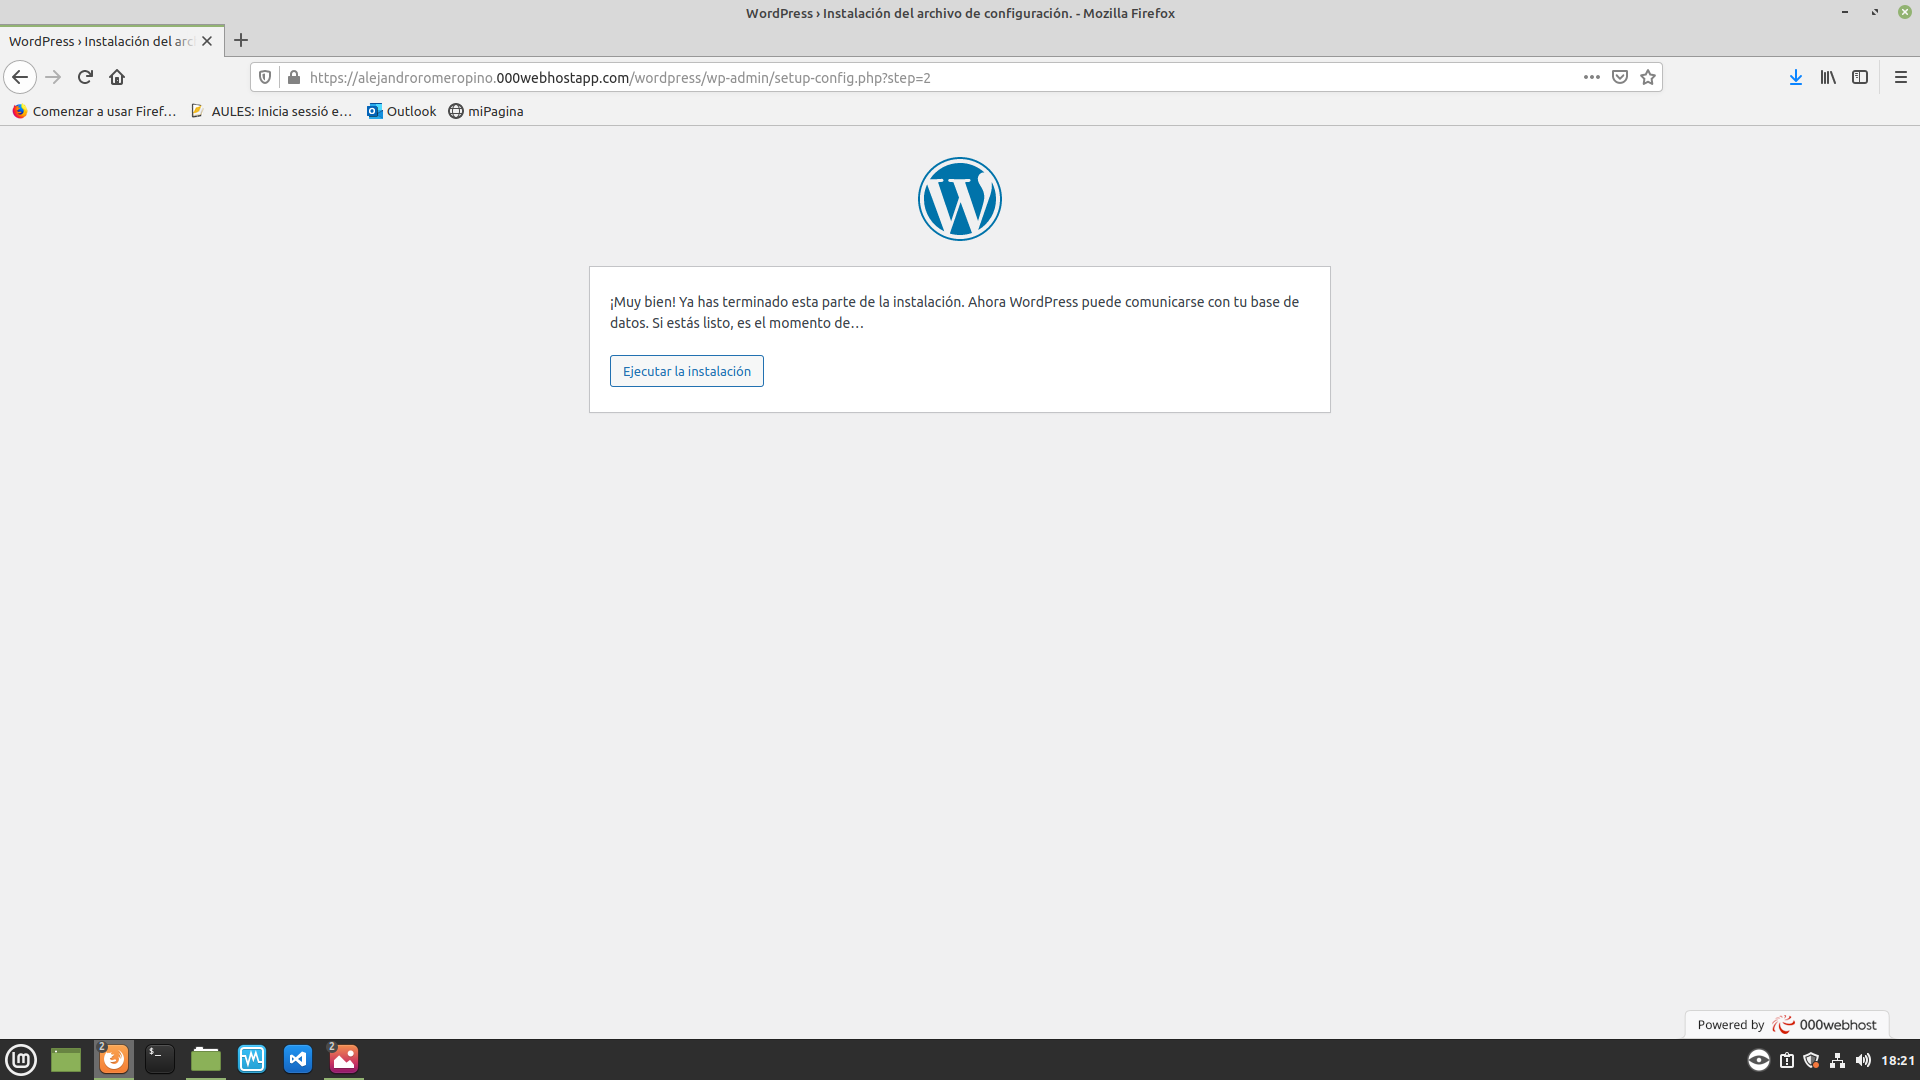 WordPress › Instalación del archivo de configuración. - Mozilla Firefox
WordPress › Instalación del arc
https://alejandroromeropino.000webhostapp.com/wordpress/wp-admin/setup-config.php?step=2
Comenzar a usar Firef… AULES: Inicia sessió e… Outlook miPagina
¡Muy bien! Ya has terminado esta parte de la instalación. Ahora WordPress puede comunicarse con tu base de
datos. Si estás listo, es el momento de…
Ejecutar la instalación
Powered by 000webhost
2 $_ 2 18:21